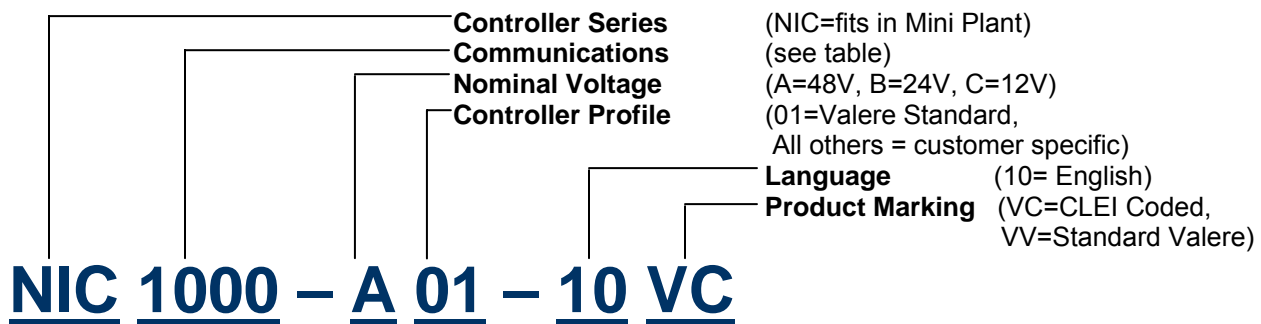 Controller Series (NIC=fits in Mini Plant)
Communications (see table)
Nominal Voltage (A=48V, B=24V, C=12V)
Controller Profile (01=Valere Standard,
All others = customer specific)
Language (10= English)
Product Marking (VC=CLEI Coded,
VV=Standard Valere)
NIC 1000 – A 01 – 10 VC